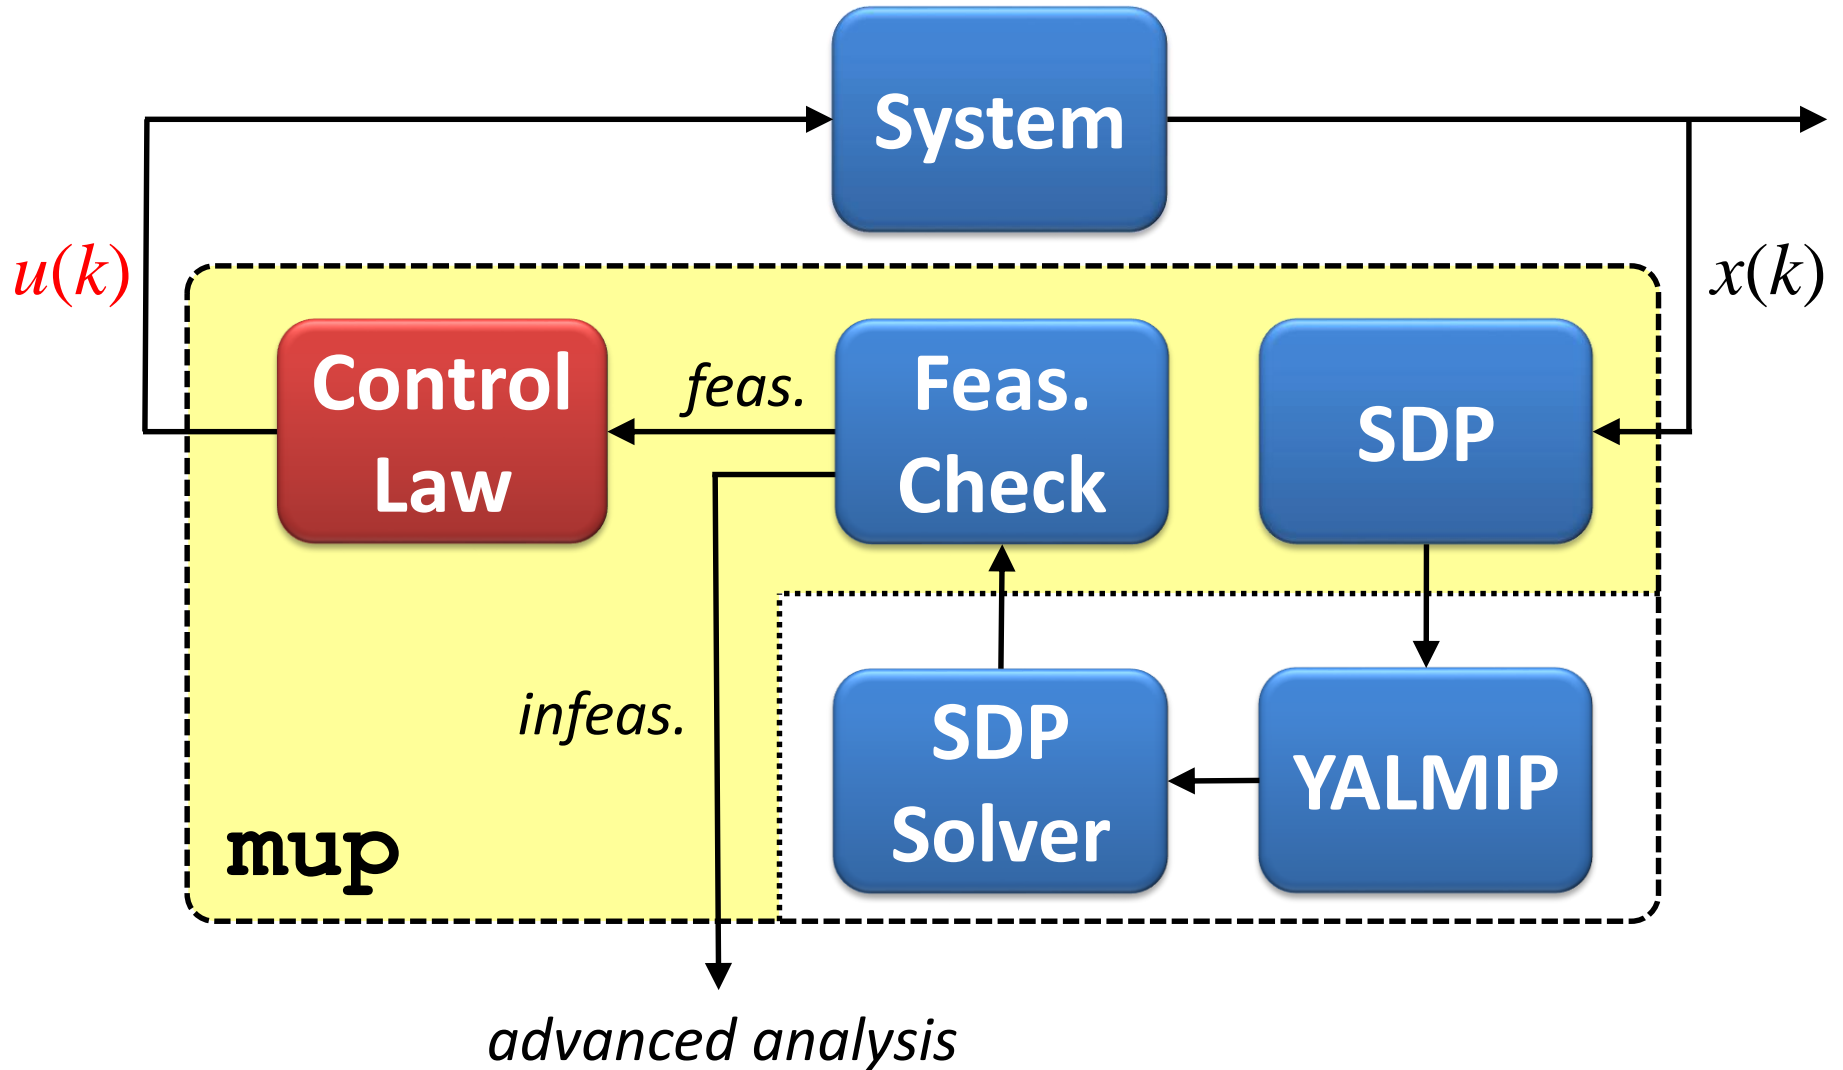 System
u(k)
x(k)
Control
Law
feas.
Feas.
Check
SDP
infeas.
SDP
Solver
YALMIP
mup
advanced analysis